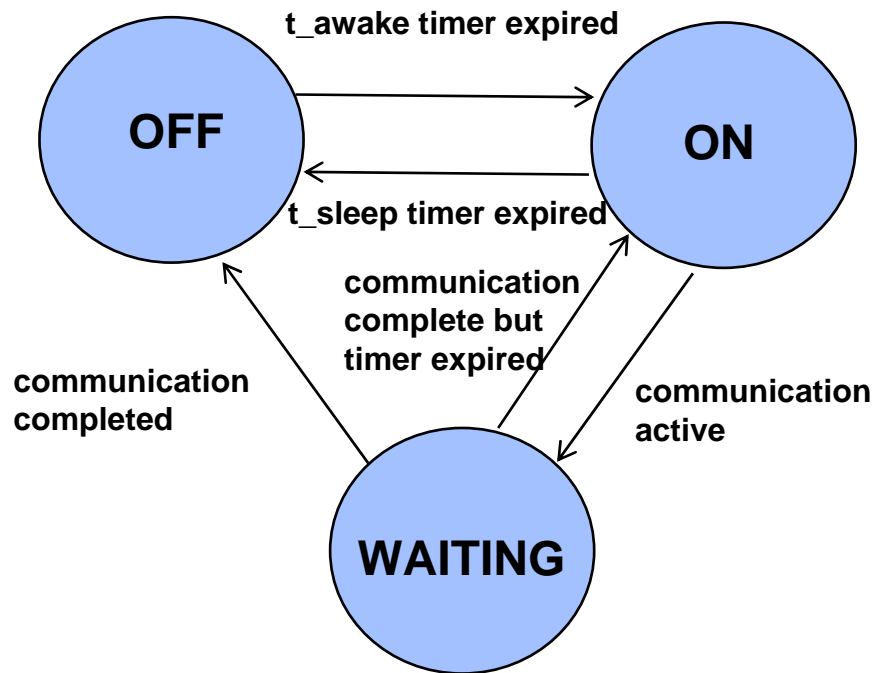 t_awake timer expired
OFF
ON
t_sleep timer expired
communication
complete but
timer expired
communication
completed
communication
active
WAITING